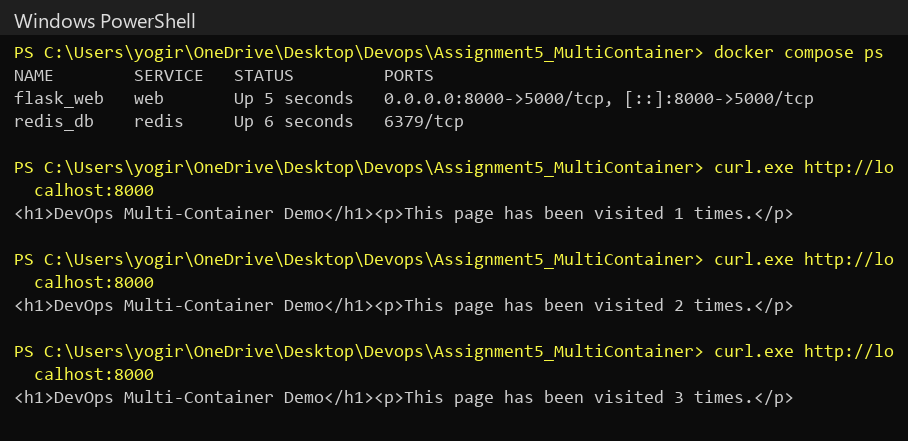 Windows PowerShell
PS C:\Users\yogir\OneDrive\Desktop\Devops\Assignment5_MultiContainer> docker compose ps
NAME        SERVICE   STATUS         PORTS
flask_web   web       Up 5 seconds   0.0.0.0:8000->5000/tcp, [::]:8000->5000/tcp
redis_db    redis     Up 6 seconds   6379/tcp
PS C:\Users\yogir\OneDrive\Desktop\Devops\Assignment5_MultiContainer> curl.exe http://lo
calhost:8000
<h1>DevOps Multi-Container Demo</h1><p>This page has been visited 1 times.</p>
PS C:\Users\yogir\OneDrive\Desktop\Devops\Assignment5_MultiContainer> curl.exe http://lo
calhost:8000
<h1>DevOps Multi-Container Demo</h1><p>This page has been visited 2 times.</p>
PS C:\Users\yogir\OneDrive\Desktop\Devops\Assignment5_MultiContainer> curl.exe http://lo
calhost:8000
<h1>DevOps Multi-Container Demo</h1><p>This page has been visited 3 times.</p>